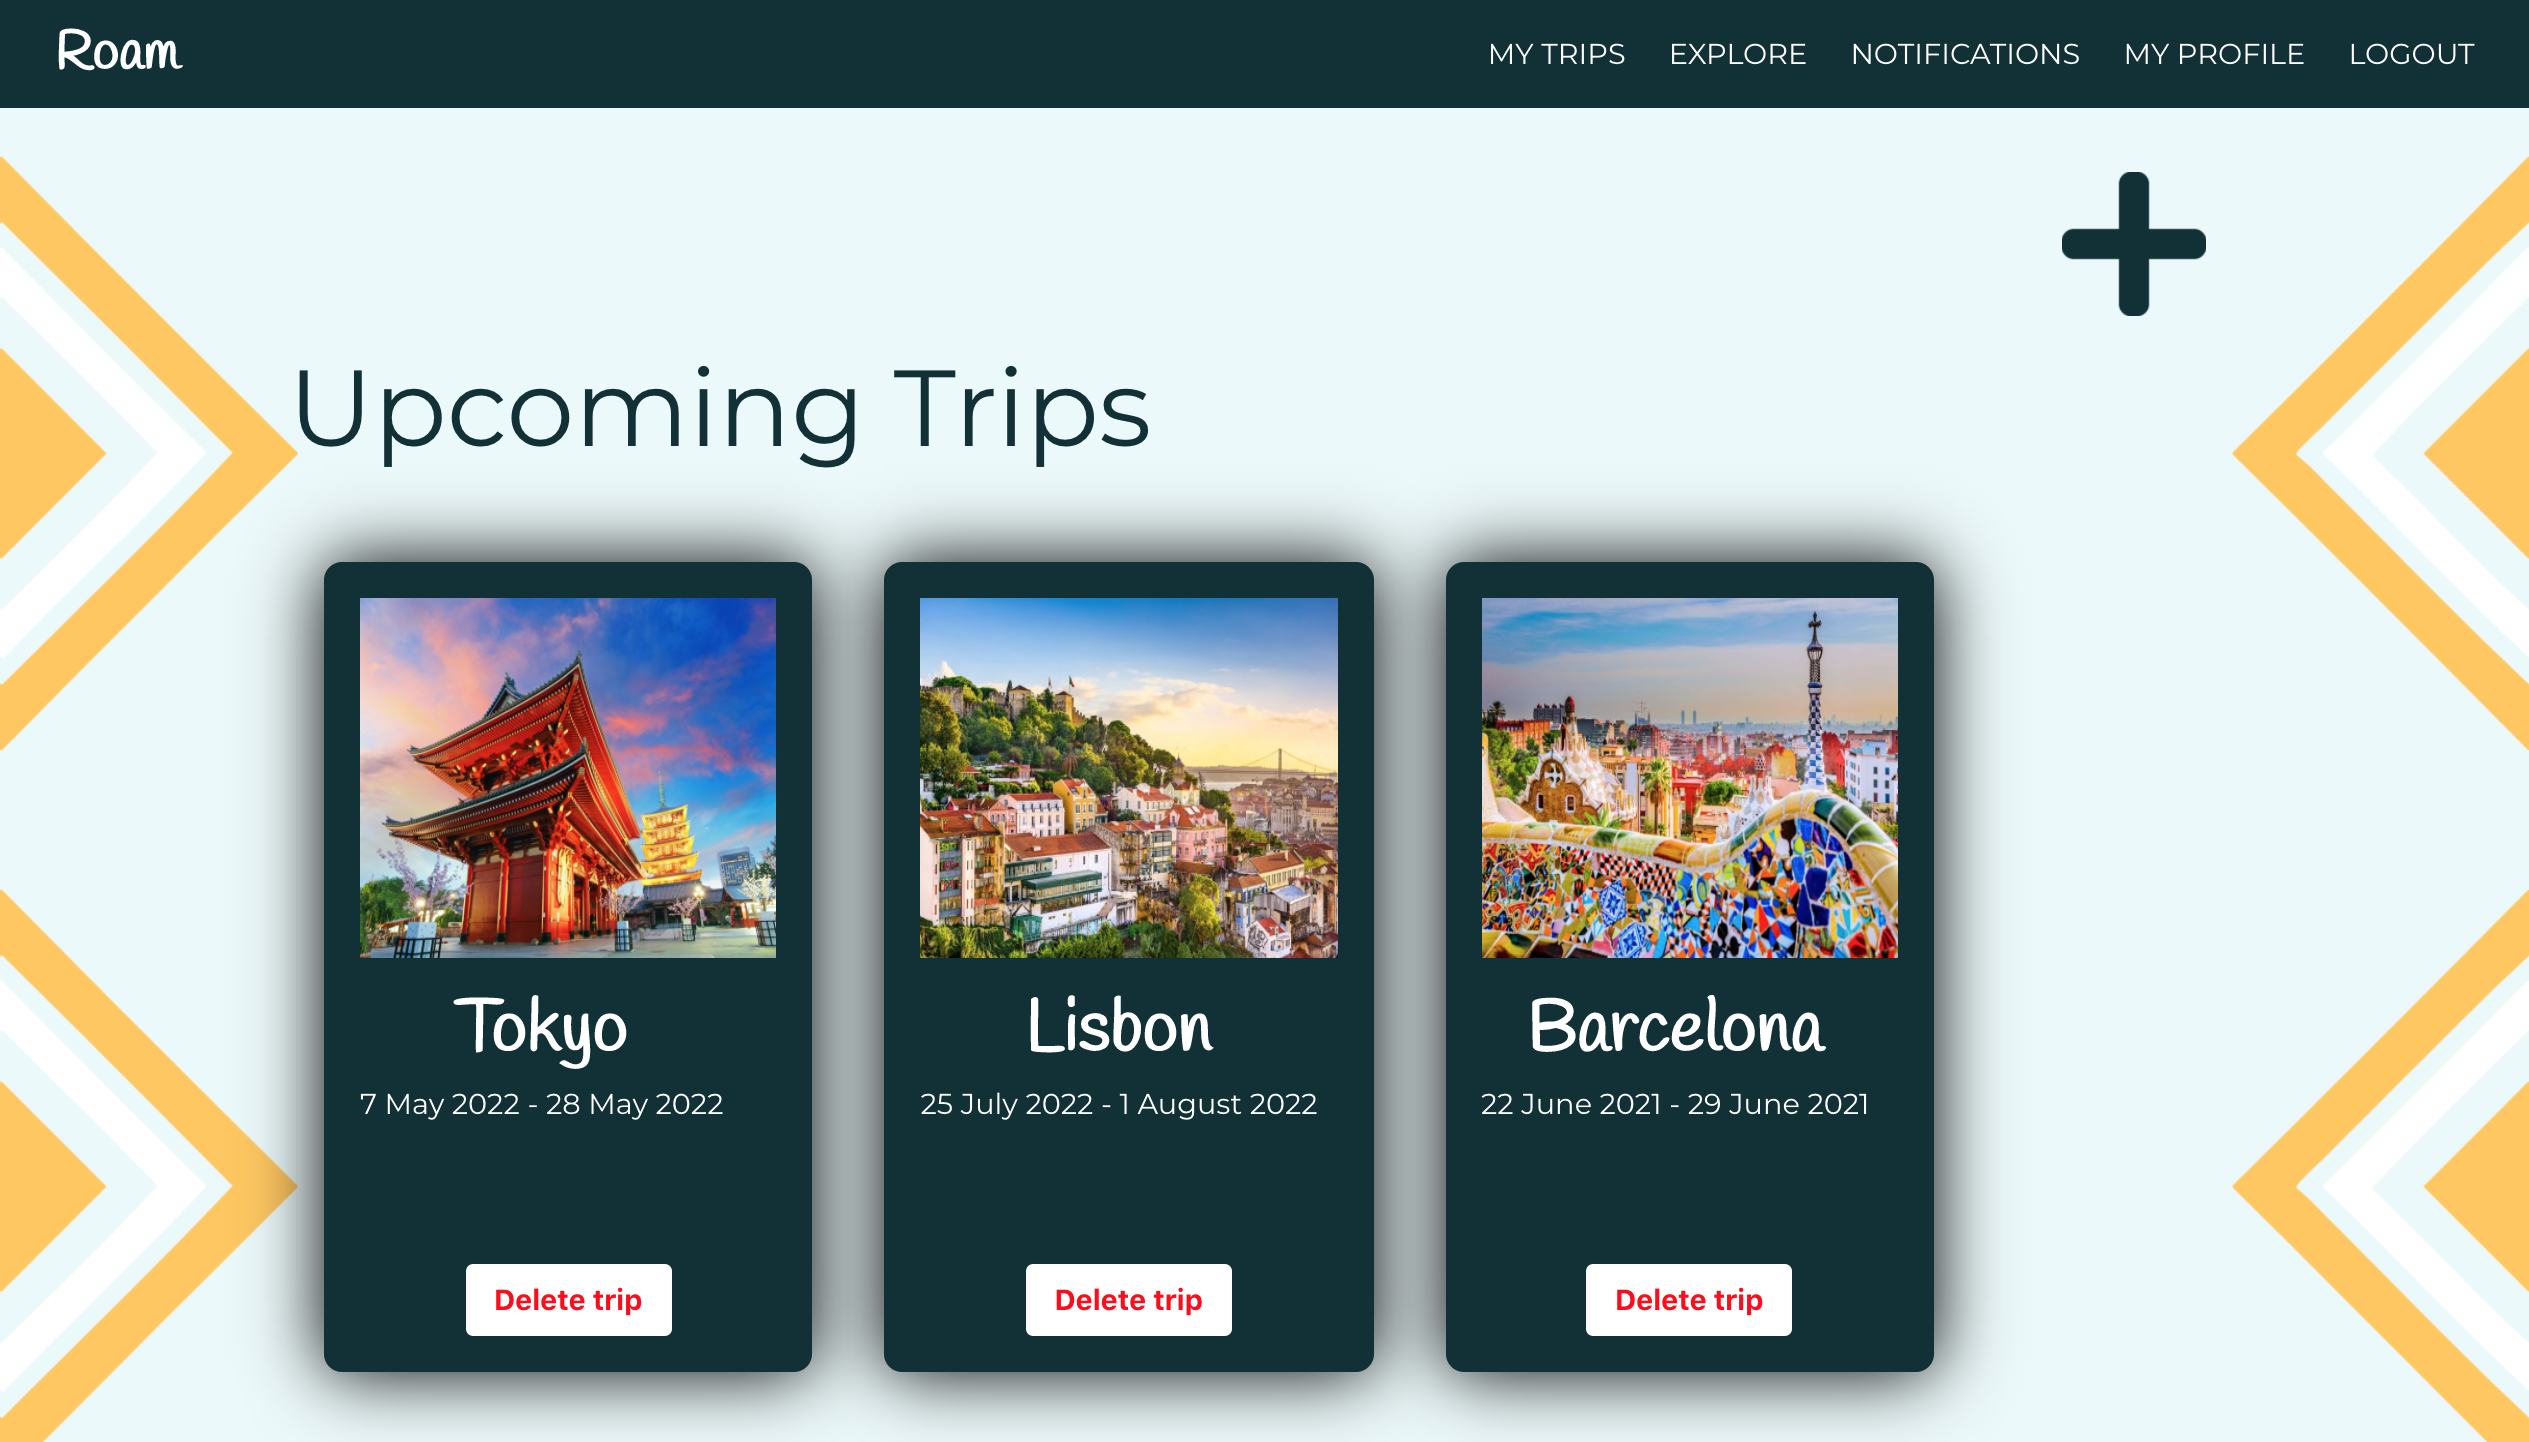 Roam
MY TRIPS
EXPLORE
NOTIFICATIONS
MY PROFILE
LOGOUT
Upcoming Trips
Tokyo
7 May 2022 - 28 May 2022
Delete trip
Lisbon
25 July 2022 - 1 August 2022
Delete trip
Barcelona
22 June 2021 - 29 June 2021
Delete trip